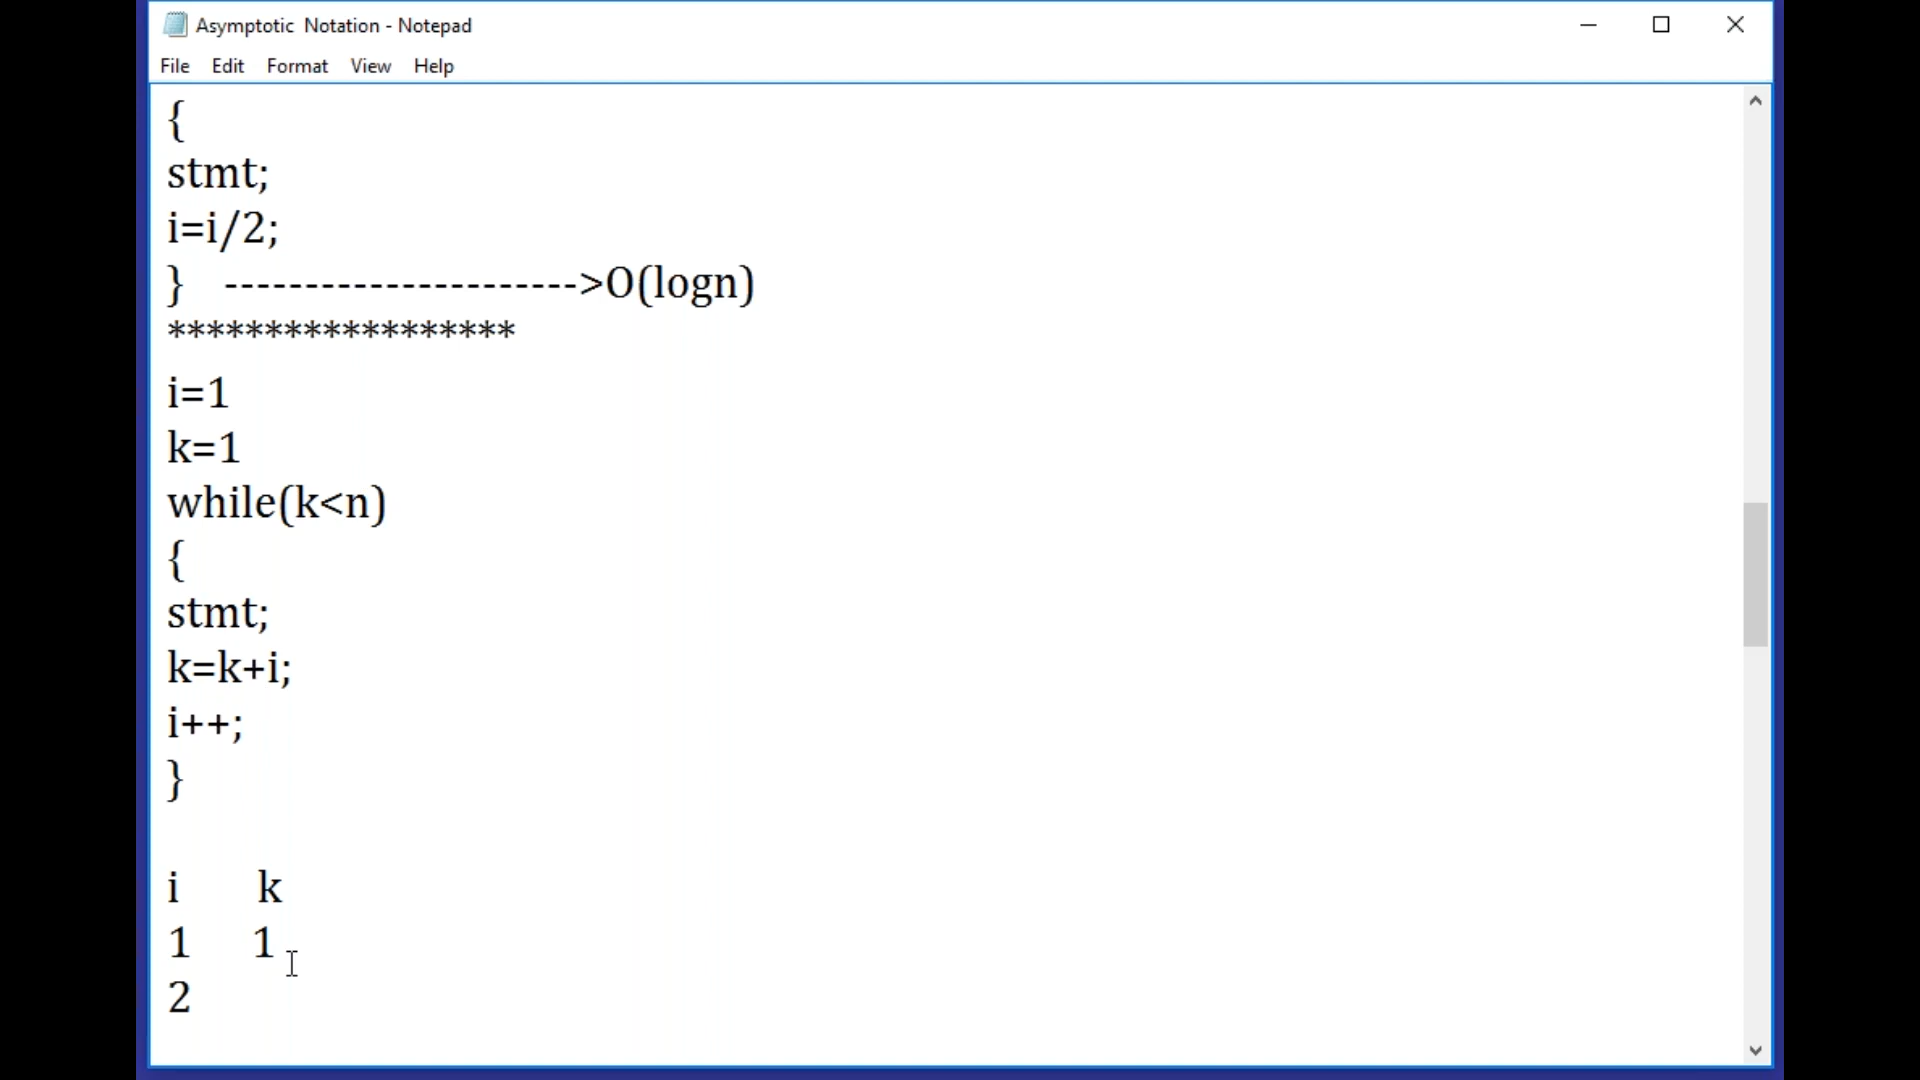 Asymptotic  Notation - Notepad
File Edit Format View Help
{
stmt;
i=i/2;
}   ---------------------->O(logn)
******************
i=1
k=1
while(k<n)
{
stmt;
k=k+i;
i++;
}
i k
1 1
2